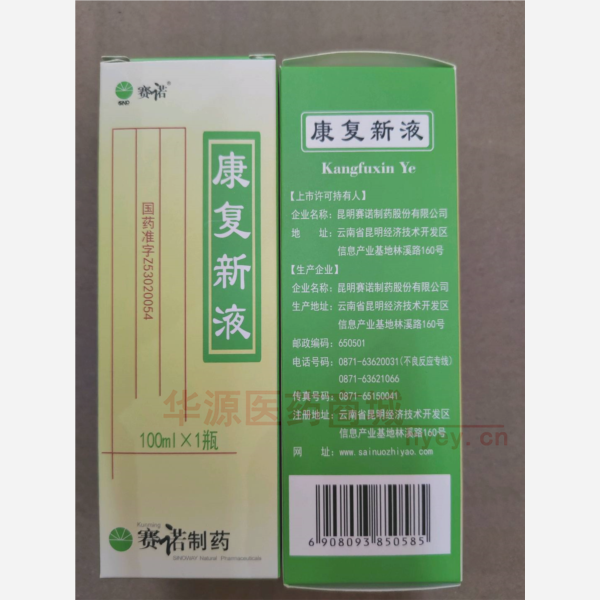 赛诺®
康复新液
国药准字Z53020054
100ml×1瓶
Kunming
赛诺制药
SINOWAY Natural Pharmaceuticals
康复新液
Kangfuxin Ye
【上市许可持有人】
企业名称：昆明赛诺制药股份有限公司
地　　址：云南省昆明经济技术开发区
信息产业基地林溪路160号
【生产企业】
企业名称：昆明赛诺制药股份有限公司
生产地址：云南省昆明经济技术开发区
信息产业基地林溪路160号
邮政编码：650501
电话号码：0871-63620031(不良反应专线)
0871-63621066
传真号码：0871-65150041
注册地址：云南省昆明经济技术开发区
信息产业基地林溪路160号
网　　址：www.sainuozhiyao.com
6 908093 850585
华源医药商城
hyey.cn